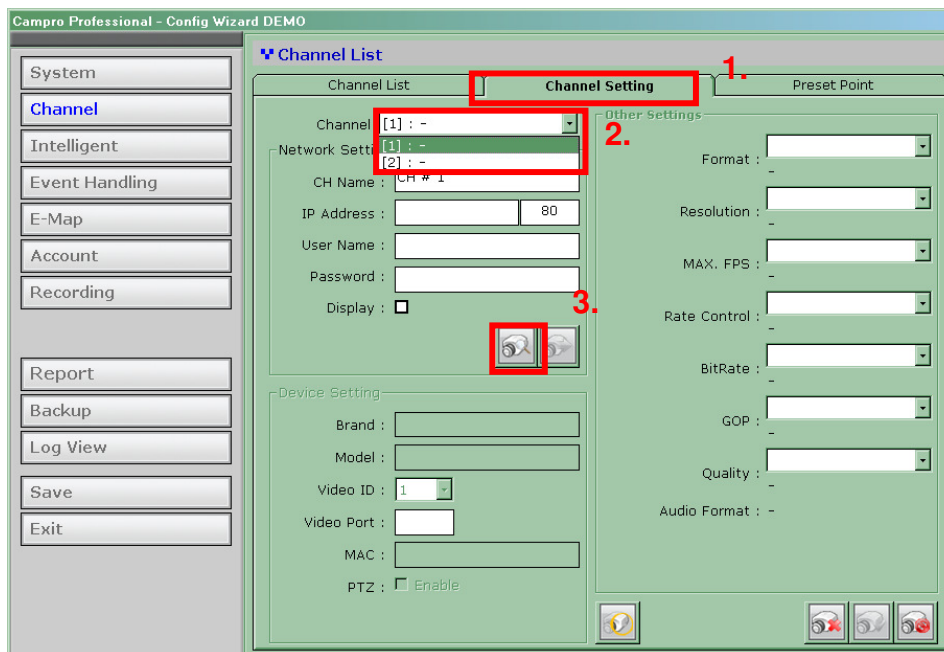 Campro Professional - Config Wizard DEMO
System
Channel
Intelligent
Event Handling
E-Map
Account
Recording
Report
Backup
Log View
Save
Exit
Channel List
Channel List
Channel Setting
Preset Point
1.
Channel [1] : -
2.
[1] : -
[2] : -
Network Setti
CH Name : CH # 1
IP Address : 80
User Name :
Password :
Display :
3.
Device Setting
Brand :
Model :
Video ID : 1
Video Port :
MAC :
PTZ : Enable
Other Settings
Format :
-
Resolution :
-
MAX. FPS :
-
Rate Control :
-
BitRate :
-
GOP :
-
Quality :
-
Audio Format : -